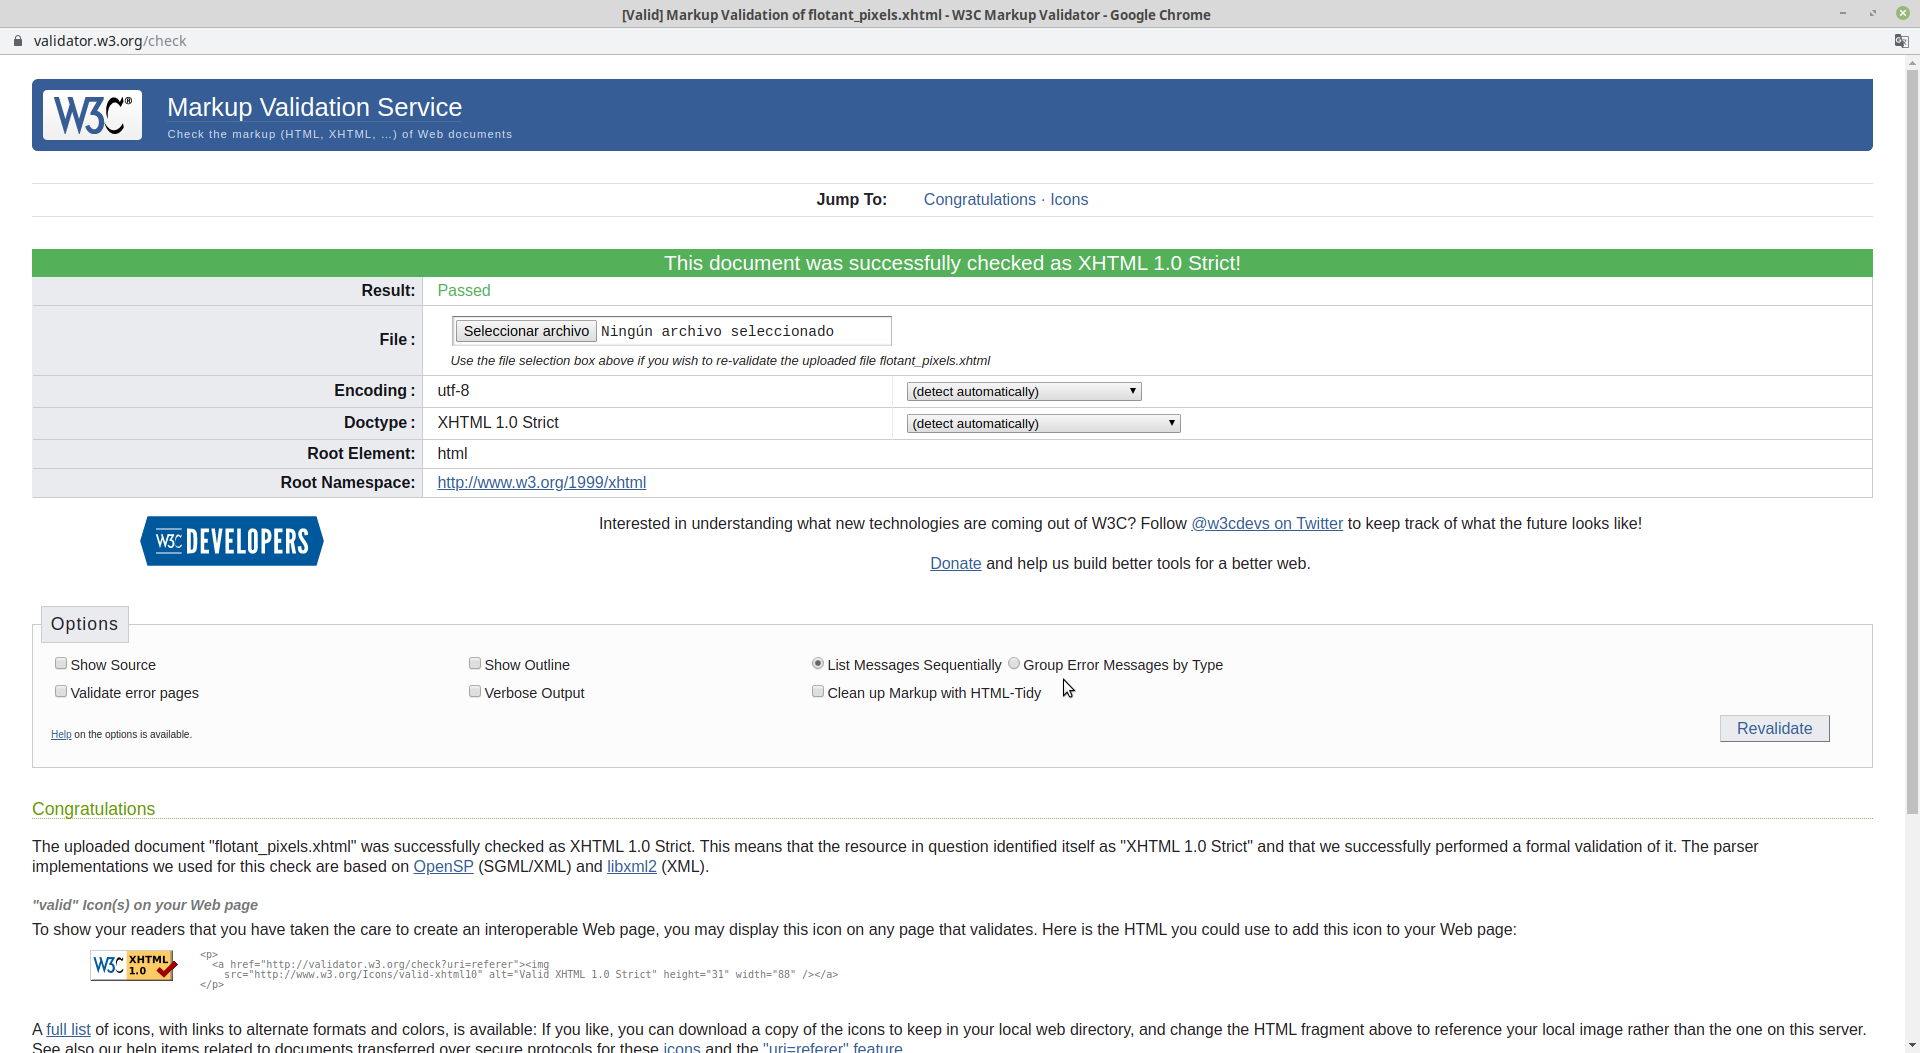 [Valid] Markup Validation of flotant_pixels.xhtml - W3C Markup Validator - Google Chrome
validator.w3.org/check
W3C® Markup Validation Service
Check the markup (HTML, XHTML, …) of Web documents
Jump To: Congratulations · Icons
This document was successfully checked as XHTML 1.0 Strict!
Result: Passed
File : Seleccionar archivo Ningún archivo seleccionado
Use the file selection box above if you wish to re-validate the uploaded file flotant_pixels.xhtml
Encoding : utf-8 (detect automatically)
Doctype : XHTML 1.0 Strict (detect automatically)
Root Element: html
Root Namespace: http://www.w3.org/1999/xhtml
W3C DEVELOPERS
Interested in understanding what new technologies are coming out of W3C? Follow @w3cdevs on Twitter to keep track of what the future looks like!
Donate and help us build better tools for a better web.
Options
Show Source Show Outline List Messages Sequentially Group Error Messages by Type
Validate error pages Verbose Output Clean up Markup with HTML-Tidy
Help on the options is available.
Revalidate
Congratulations
The uploaded document "flotant_pixels.xhtml" was successfully checked as XHTML 1.0 Strict. This means that the resource in question identified itself as "XHTML 1.0 Strict" and that we successfully performed a formal validation of it. The parser
implementations we used for this check are based on OpenSP (SGML/XML) and libxml2 (XML).
"valid" Icon(s) on your Web page
To show your readers that you have taken the care to create an interoperable Web page, you may display this icon on any page that validates. Here is the HTML you could use to add this icon to your Web page:
W3C XHTML 1.0
<p>
<a href="http://validator.w3.org/check?uri=referer"><img
src="http://www.w3.org/Icons/valid-xhtml10" alt="Valid XHTML 1.0 Strict" height="31" width="88" /></a>
</p>
A full list of icons, with links to alternate formats and colors, is available: If you like, you can download a copy of the icons to keep in your local web directory, and change the HTML fragment above to reference your local image rather than the one on this server.
See also our help items related to documents transferred over secure protocols for these icons and the "uri=referer" feature